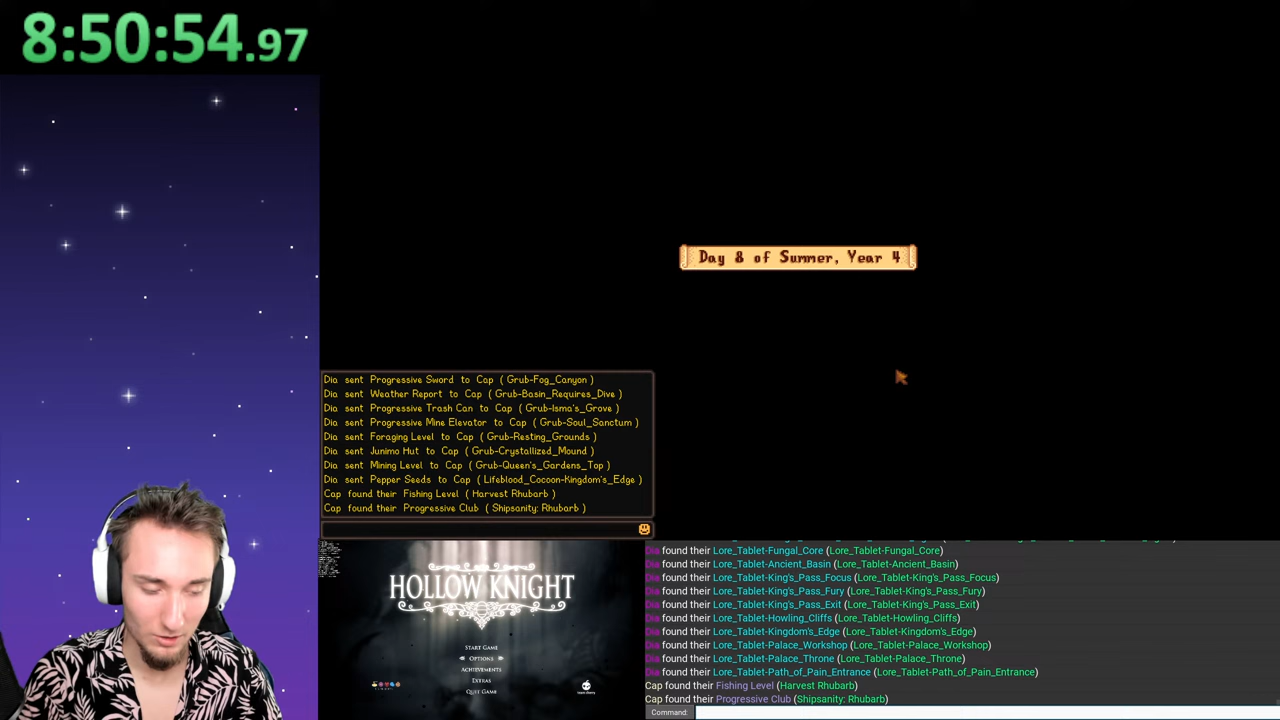 8:50:54.97
Day 8 of Summer, Year 4
Dia sent Progressive Sword to Cap ( Grub-Fog_Canyon )
Dia sent Weather Report to Cap ( Grub-Basin_Requires_Dive )
Dia sent Progressive Trash Can to Cap ( Grub-Isma's_Grove )
Dia sent Progressive Mine Elevator to Cap ( Grub-Soul_Sanctum )
Dia sent Foraging Level to Cap ( Grub-Resting_Grounds )
Dia sent Junimo Hut to Cap ( Grub-Crystallized_Mound )
Dia sent Mining Level to Cap ( Grub-Queen's_Gardens_Top )
Dia sent Pepper Seeds to Cap ( Lifeblood_Cocoon-Kingdom's_Edge )
Cap found their Fishing Level ( Harvest Rhubarb )
Cap found their Progressive Club ( Shipsanity: Rhubarb )
HOLLOW KNIGHT
START GAME
OPTIONS
ACHIEVEMENTS
EXTRAS
QUIT GAME
team cherry
Dia found their Lore_Tablet-Fungal_Core (Lore_Tablet-Fungal_Core)
Dia found their Lore_Tablet-Ancient_Basin (Lore_Tablet-Ancient_Basin)
Dia found their Lore_Tablet-King's_Pass_Focus (Lore_Tablet-King's_Pass_Focus)
Dia found their Lore_Tablet-King's_Pass_Fury (Lore_Tablet-King's_Pass_Fury)
Dia found their Lore_Tablet-King's_Pass_Exit (Lore_Tablet-King's_Pass_Exit)
Dia found their Lore_Tablet-Howling_Cliffs (Lore_Tablet-Howling_Cliffs)
Dia found their Lore_Tablet-Kingdom's_Edge (Lore_Tablet-Kingdom's_Edge)
Dia found their Lore_Tablet-Palace_Workshop (Lore_Tablet-Palace_Workshop)
Dia found their Lore_Tablet-Palace_Throne (Lore_Tablet-Palace_Throne)
Dia found their Lore_Tablet-Path_of_Pain_Entrance (Lore_Tablet-Path_of_Pain_Entrance)
Cap found their Fishing Level (Harvest Rhubarb)
Cap found their Progressive Club (Shipsanity: Rhubarb)
Command: